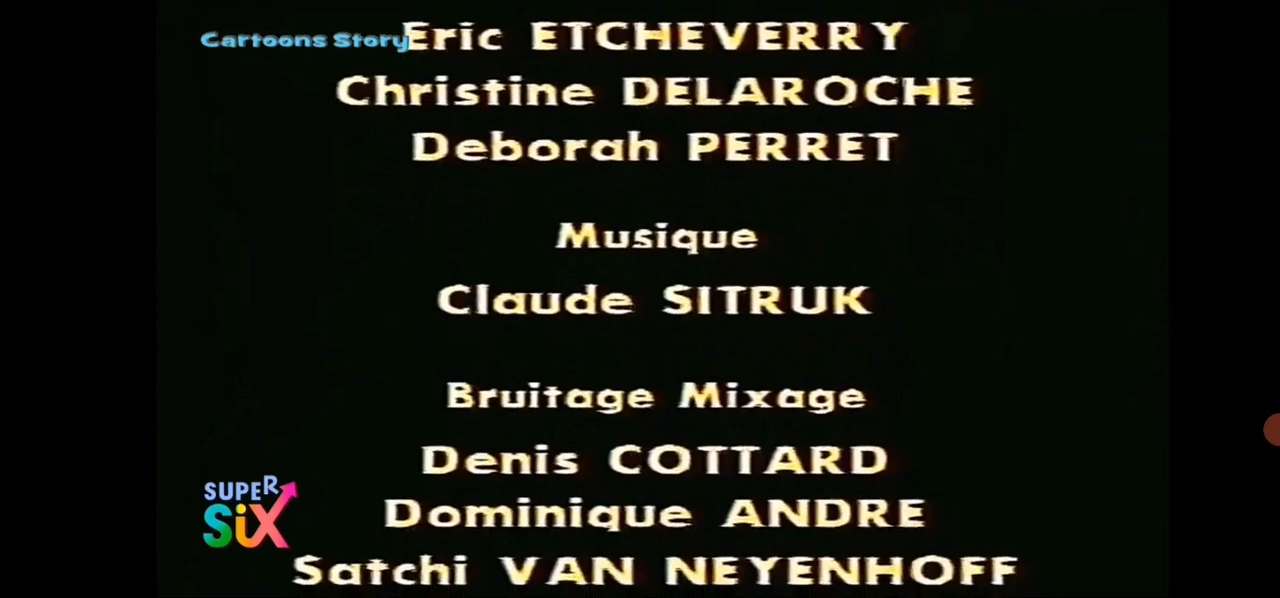 Cartoons Story
Eric ETCHEVERRY
Christine DELAROCHE
Deborah PERRET
Musique
Claude SITRUK
Bruitage Mixage
Denis COTTARD
Dominique ANDRE
Satchi VAN NEYENHOFF
SUPER
SiX